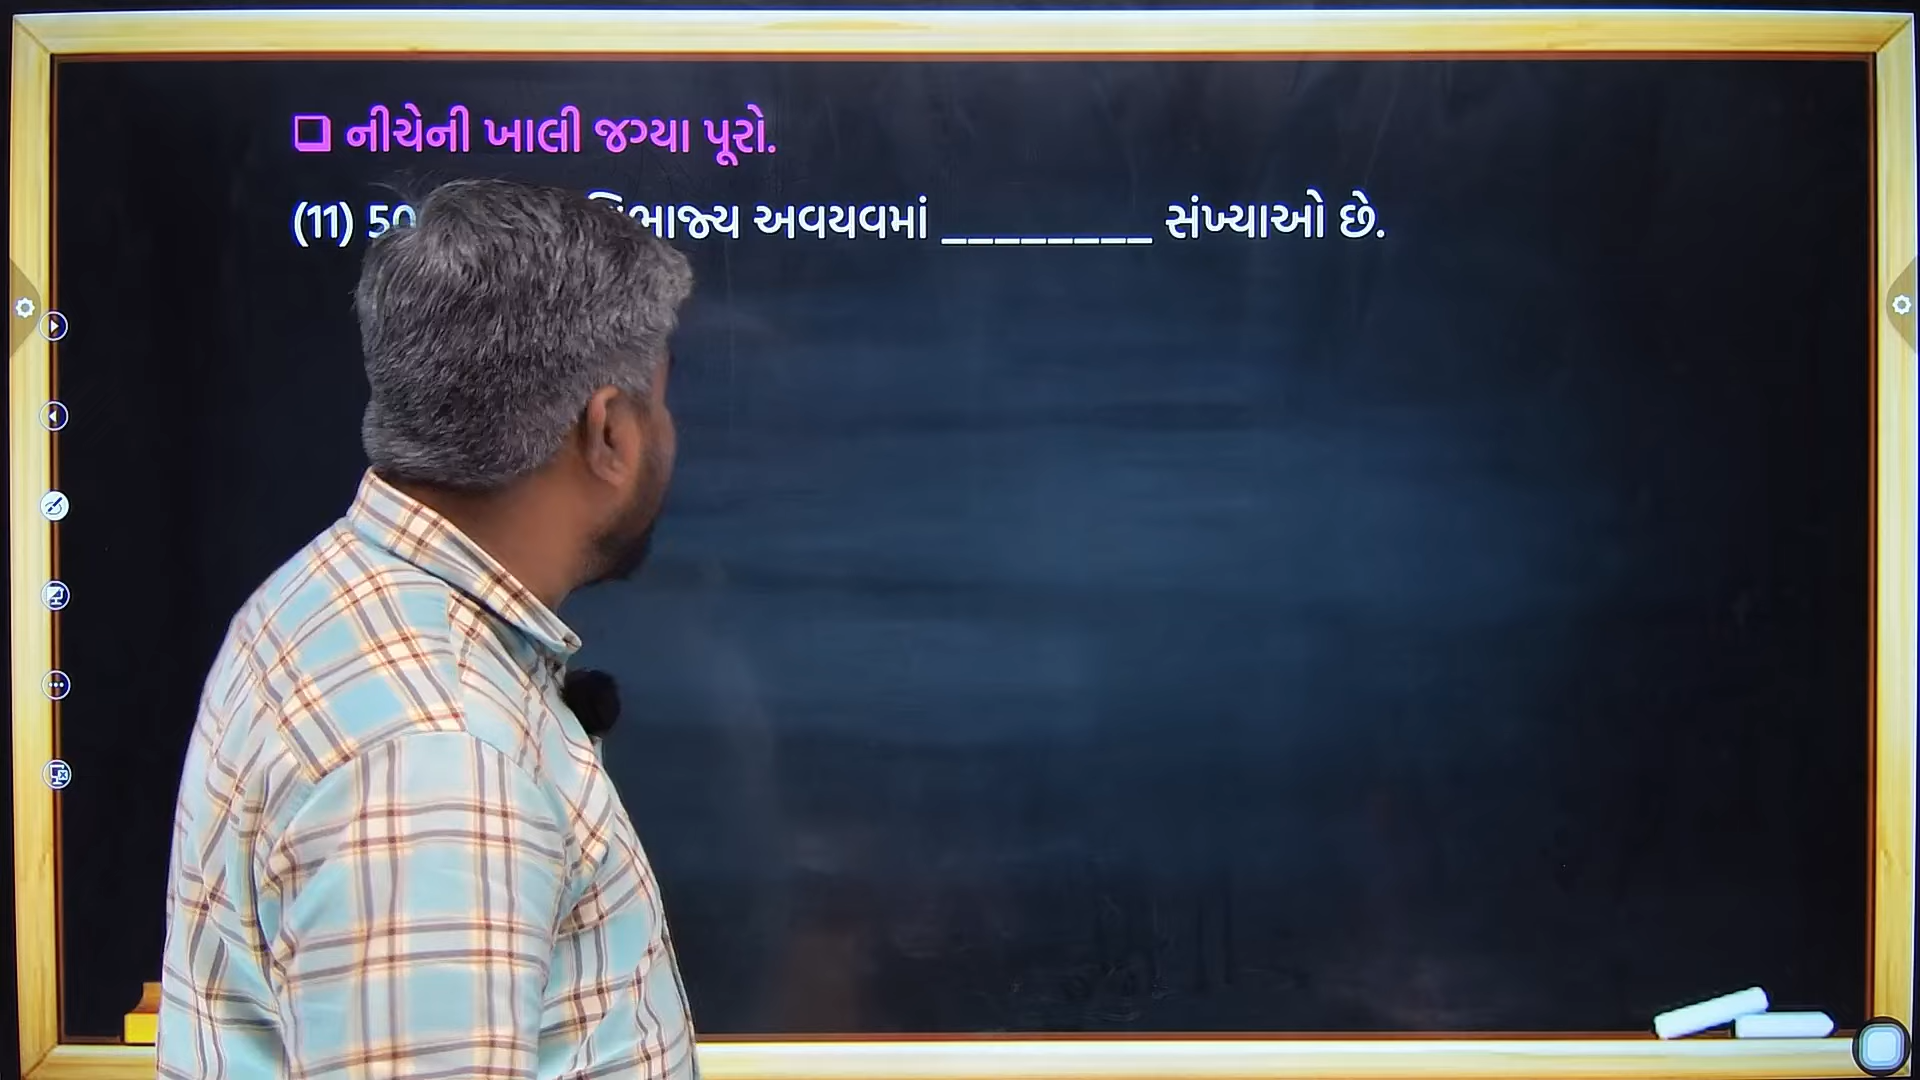 ❑ નીચેની ખાલી જગ્યા પૂરો.
(11) 50 અવયવમાં ________ સંખ્યાઓ છે.